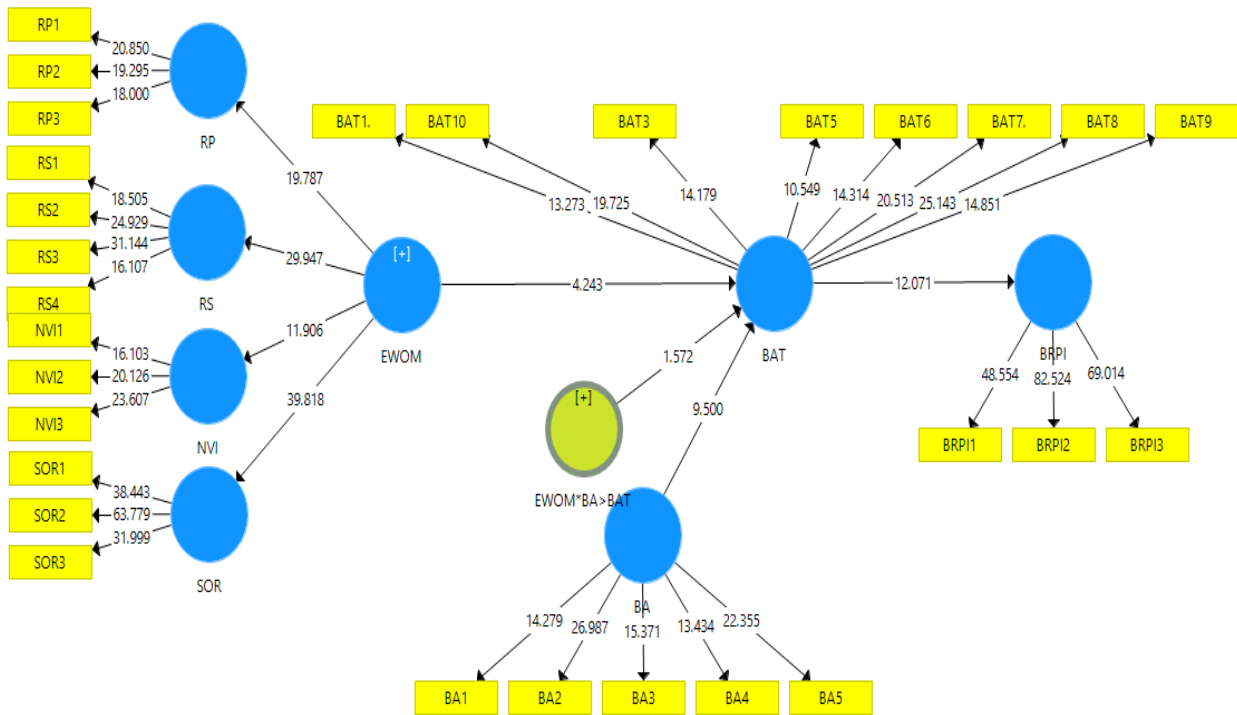 RP1
RP2
RP3
20.850
19.295
18.000
RP
RS1
RS2
RS3
RS4
18.505
24.929
31.144
16.107
RS
NVI1
NVI2
NVI3
16.103
20.126
23.607
NVI
SOR1
SOR2
SOR3
38.443
63.779
31.999
SOR
19.787
29.947
11.906
39.818
[+]
EWOM
4.243
BAT1.
BAT10
BAT3
BAT5
BAT6
BAT7.
BAT8
BAT9
13.273
19.725
14.179
10.549
14.314
20.513
25.143
14.851
BAT
12.071
BRPI
48.554
82.524
69.014
BRPI1
BRPI2
BRPI3
1.572
[+]
EWOM*BA>BAT
9.500
BA
14.279
26.987
15.371
13.434
22.355
BA1
BA2
BA3
BA4
BA5